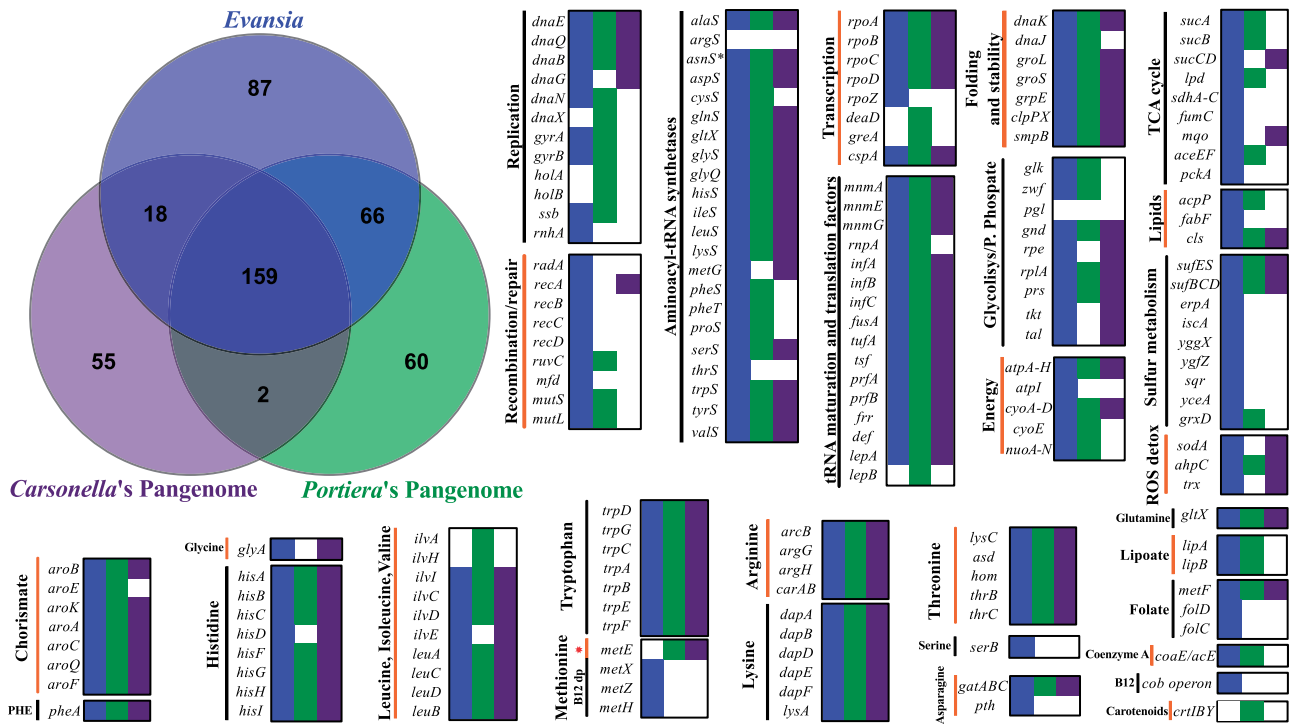 Evansia
87
18
66
159
55
2
60
Carsonella's Pangenome
Portiera's Pangenome
Replication
dnaE
dnaQ
dnaB
dnaG
dnaN
dnaX
gyrA
gyrB
holA
holB
ssb
rnhA
Recombination/repair
radA
recA
recB
recC
recD
ruvC
mfd
mutS
mutL
Aminoacyl-tRNA synthetases
alaS
argS
asnS*
aspS
cysS
glnS
gltX
glyS
glyQ
hisS
ileS
leuS
lysS
metG
pheS
pheT
proS
serS
thrS
trpS
tyrS
valS
Transcription
rpoA
rpoB
rpoC
rpoD
rpoZ
deaD
greA
cspA
tRNA maturation and translation factors
mnmA
mnmE
mnmG
rnpA
infA
infB
infC
fusA
tufA
tsf
prfA
prfB
frr
def
lepA
lepB
Folding
and stability
dnaK
dnaJ
groL
groS
grpE
clpPX
smpB
Glycolisys/P. Phospate
glk
zwf
pgl
gnd
rpe
rplA
prs
tkt
tal
Energy
atpA-H
atpI
cyoA-D
cyoE
nuoA-N
TCA cycle
sucA
sucB
sucCD
lpd
sdhA-C
fumC
mqo
aceEF
pckA
Lipids
acpP
fabF
cls
Sulfur metabolism
sufES
sufBCD
erpA
iscA
yggX
ygfZ
sqr
yceA
grxD
ROS detox
sodA
ahpC
trx
Glutamine
gltX
Lipoate
lipA
lipB
Folate
metF
folD
folC
Coenzyme A
coaE/acE
B12
cob operon
Carotenoids
crtIBY
Chorismate
aroB
aroE
aroK
aroA
aroC
aroQ
aroF
PHE
pheA
Glycine
glyA
Histidine
hisA
hisB
hisC
hisD
hisF
hisG
hisH
hisI
Leucine, Isoleucine,Valine
ilvA
ilvH
ilvI
ilvC
ilvD
ilvE
leuA
leuC
leuD
leuB
Tryptophan
trpD
trpG
trpC
trpA
trpB
trpE
trpF
Methionine
B12 dp
*
metE
metX
metZ
metH
Arginine
arcB
argG
argH
carAB
Lysine
dapA
dapB
dapD
dapE
dapF
lysA
Threonine
lysC
asd
hom
thrB
thrC
Serine
serB
Asparagine
gatABC
pth